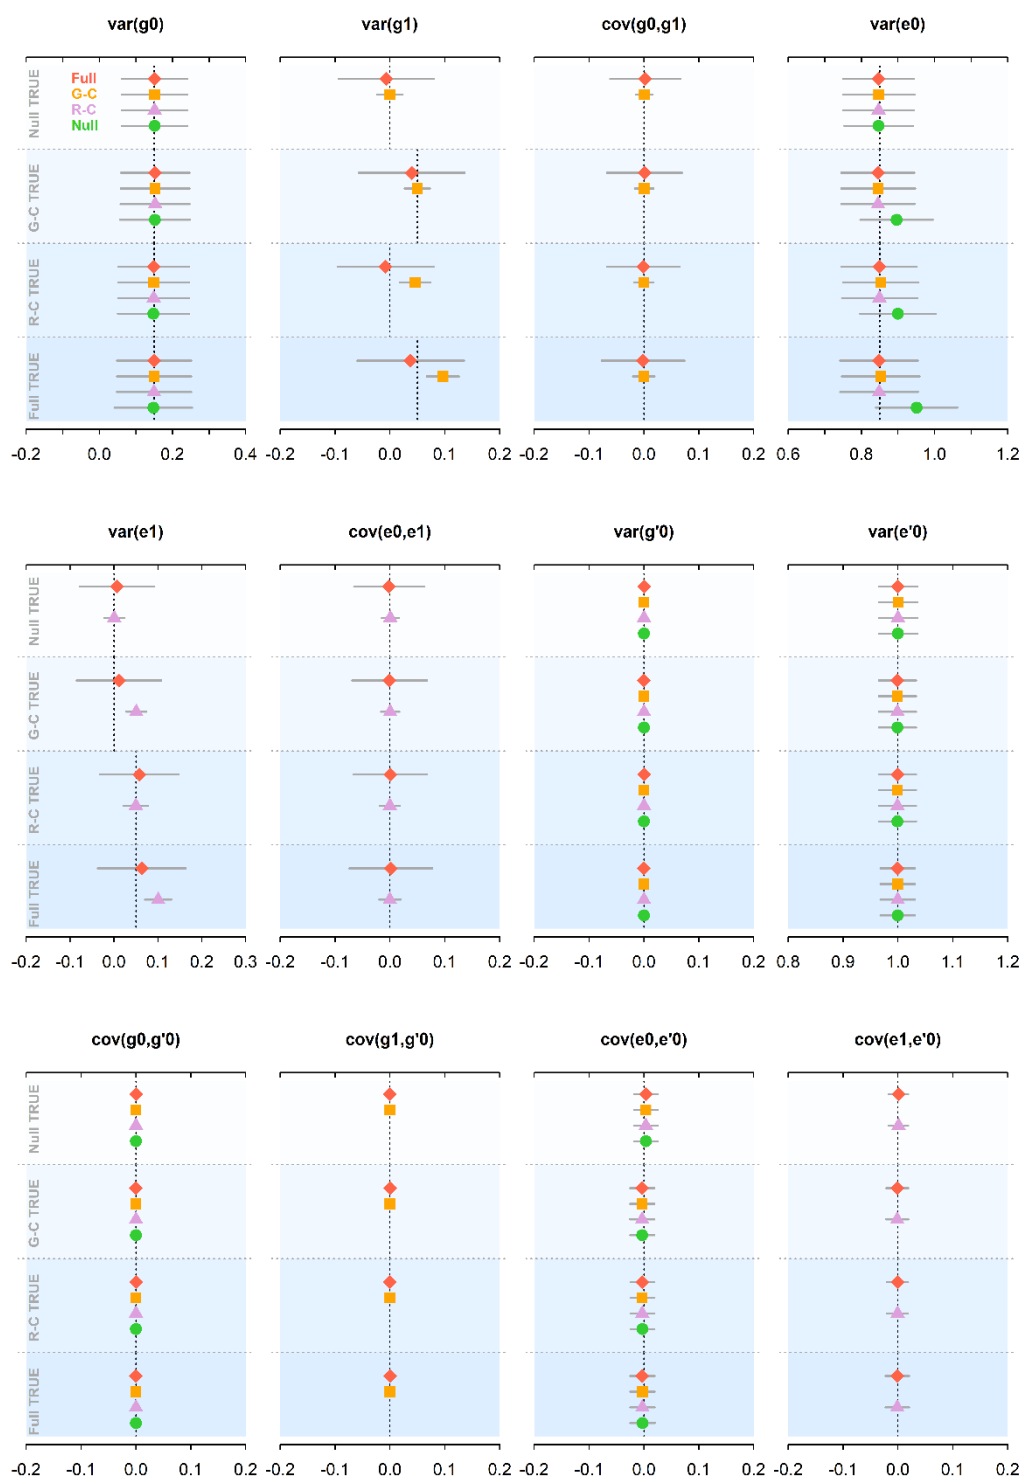 var(g0) var(g1) cov(g0,g1) var(e0)
Null TRUE
Full
G-C
R-C
Null
G-C TRUE
R-C TRUE
Full TRUE
-0.2 0.0 0.2 0.4 -0.2 -0.1 0.0 0.1 0.2 -0.2 -0.1 0.0 0.1 0.2 0.6 0.8 1.0 1.2
var(e1) cov(e0,e1) var(g'0) var(e'0)
Null TRUE
G-C TRUE
R-C TRUE
Full TRUE
-0.2 -0.1 0.0 0.1 0.2 0.3 -0.2 -0.1 0.0 0.1 0.2 -0.2 -0.1 0.0 0.1 0.2 0.8 0.9 1.0 1.1 1.2
cov(g0,g'0) cov(g1,g'0) cov(e0,e'0) cov(e1,e'0)
Null TRUE
G-C TRUE
R-C TRUE
Full TRUE
-0.2 -0.1 0.0 0.1 0.2 -0.2 -0.1 0.0 0.1 0.2 -0.2 -0.1 0.0 0.1 0.2 -0.2 -0.1 0.0 0.1 0.2